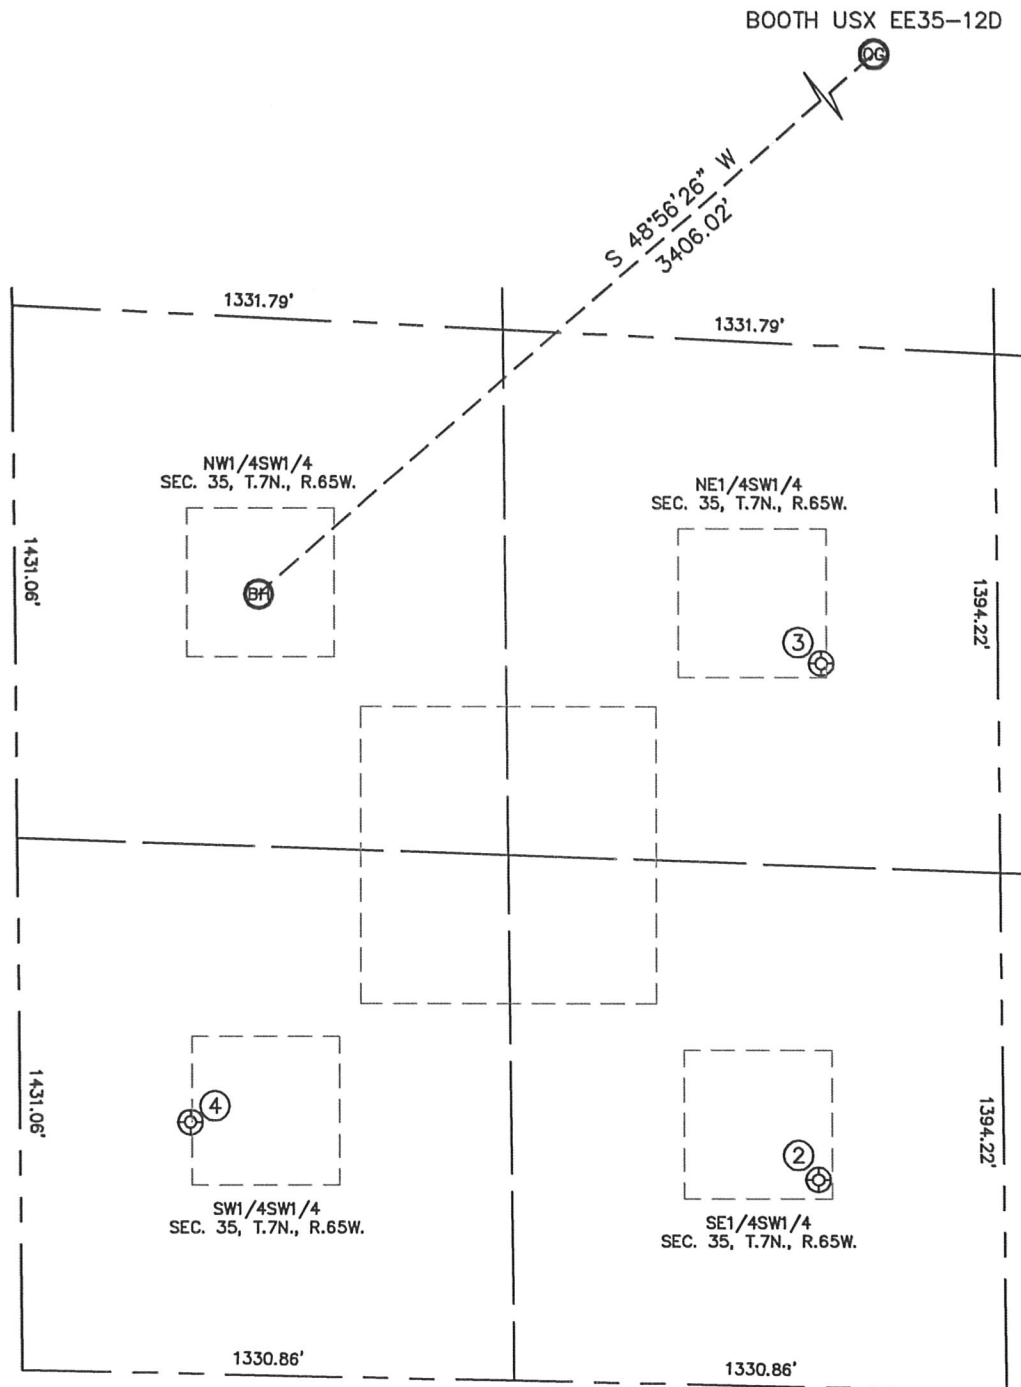 BOOTH USX EE35-12D
OG
S 48°56'26" W
3406.02'
1331.79'
1331.79'
NW1/4SW1/4
SEC. 35, T.7N., R.65W.
NE1/4SW1/4
SEC. 35, T.7N., R.65W.
1431.06'
BH
1394.22'
3
1431.06'
4
1394.22'
2
SW1/4SW1/4
SEC. 35, T.7N., R.65W.
SE1/4SW1/4
SEC. 35, T.7N., R.65W.
1330.86'
1330.86'